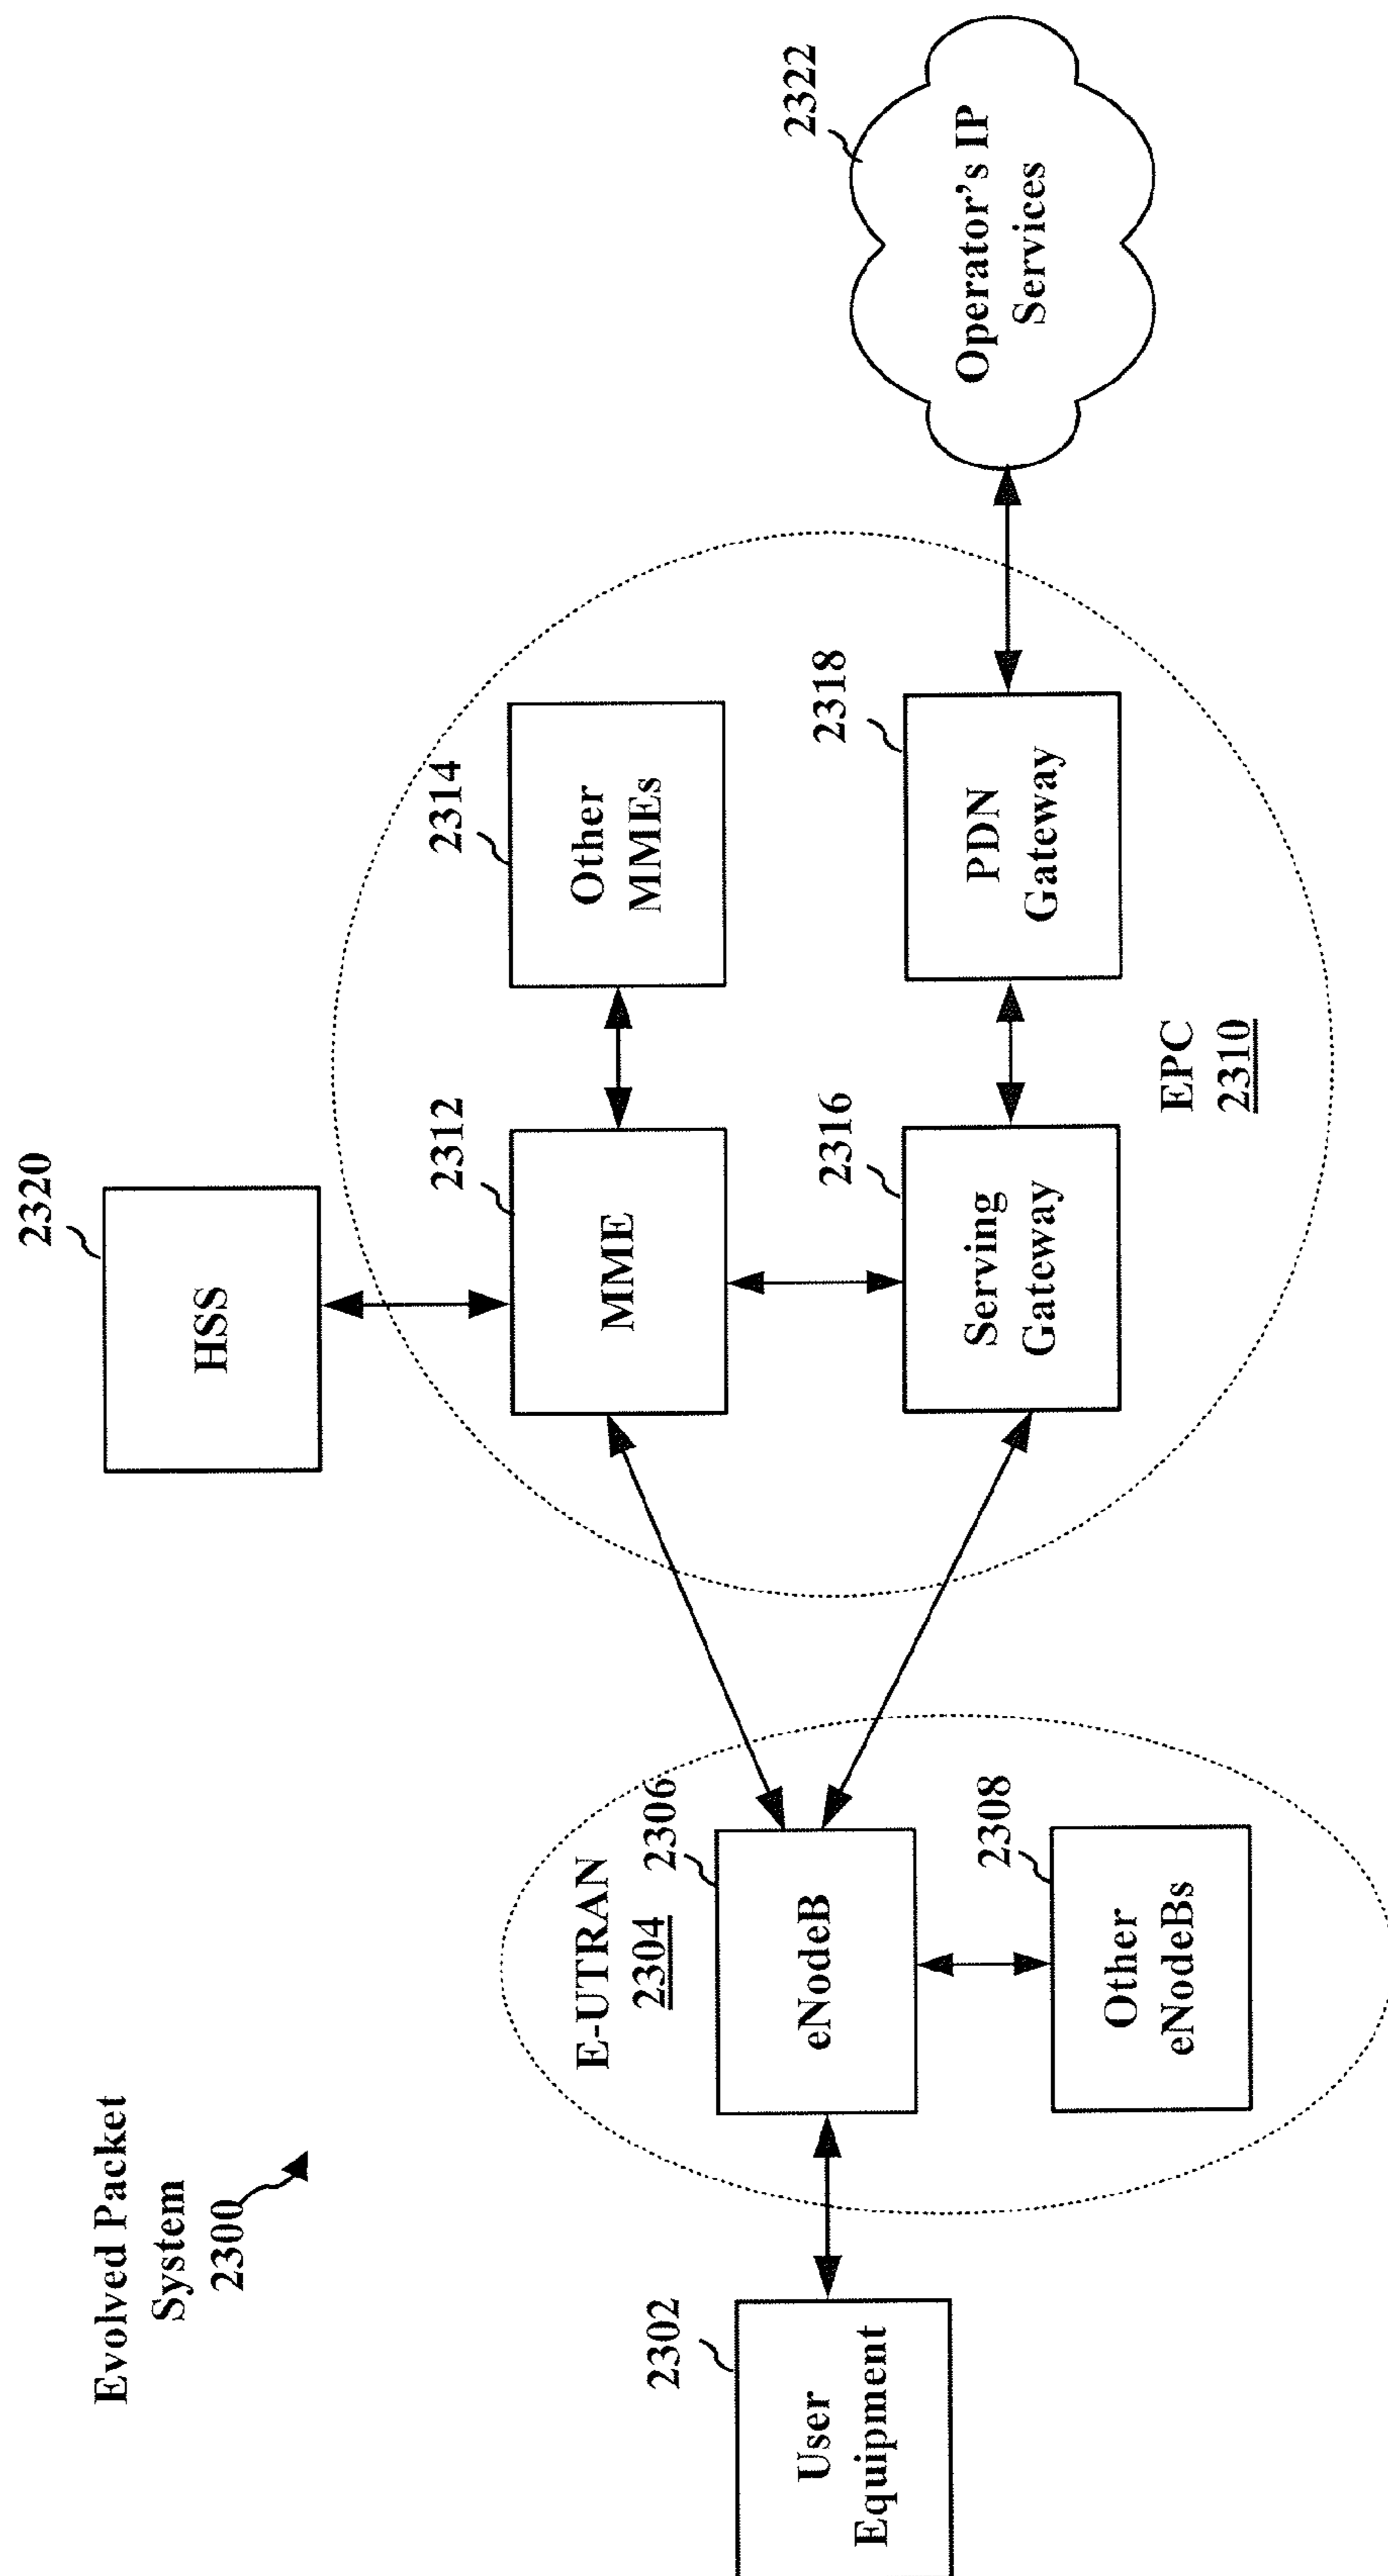 Evolved Packet
System
2300
2320
HSS
2312
MME
2314
Other
MMEs
E-UTRAN
2304
2306
eNodeB
2302
User
Equipment
2308
Other
eNodeBs
2316
Serving
Gateway
2318
PDN
Gateway
EPC
2310
2322
Operator's IP
Services